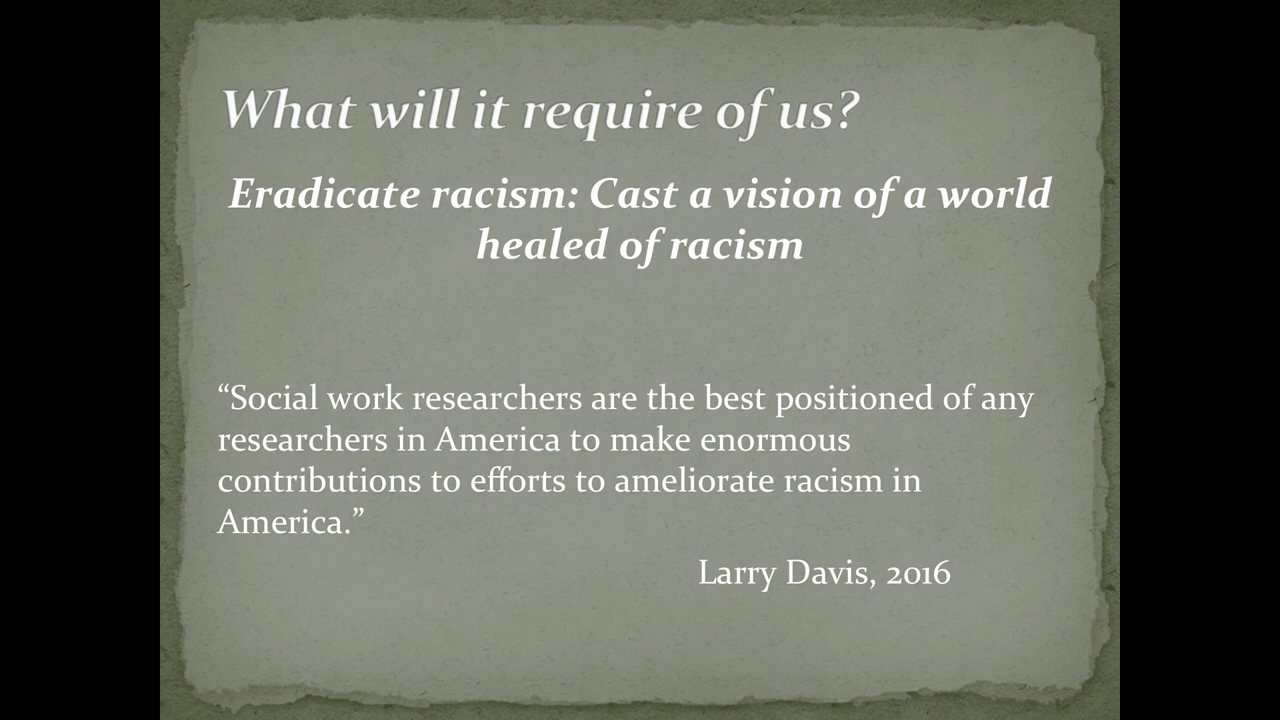 What will it require of us?
Eradicate racism: Cast a vision of a world
healed of racism
“Social work researchers are the best positioned of any
researchers in America to make enormous
contributions to efforts to ameliorate racism in
America.”
Larry Davis, 2016